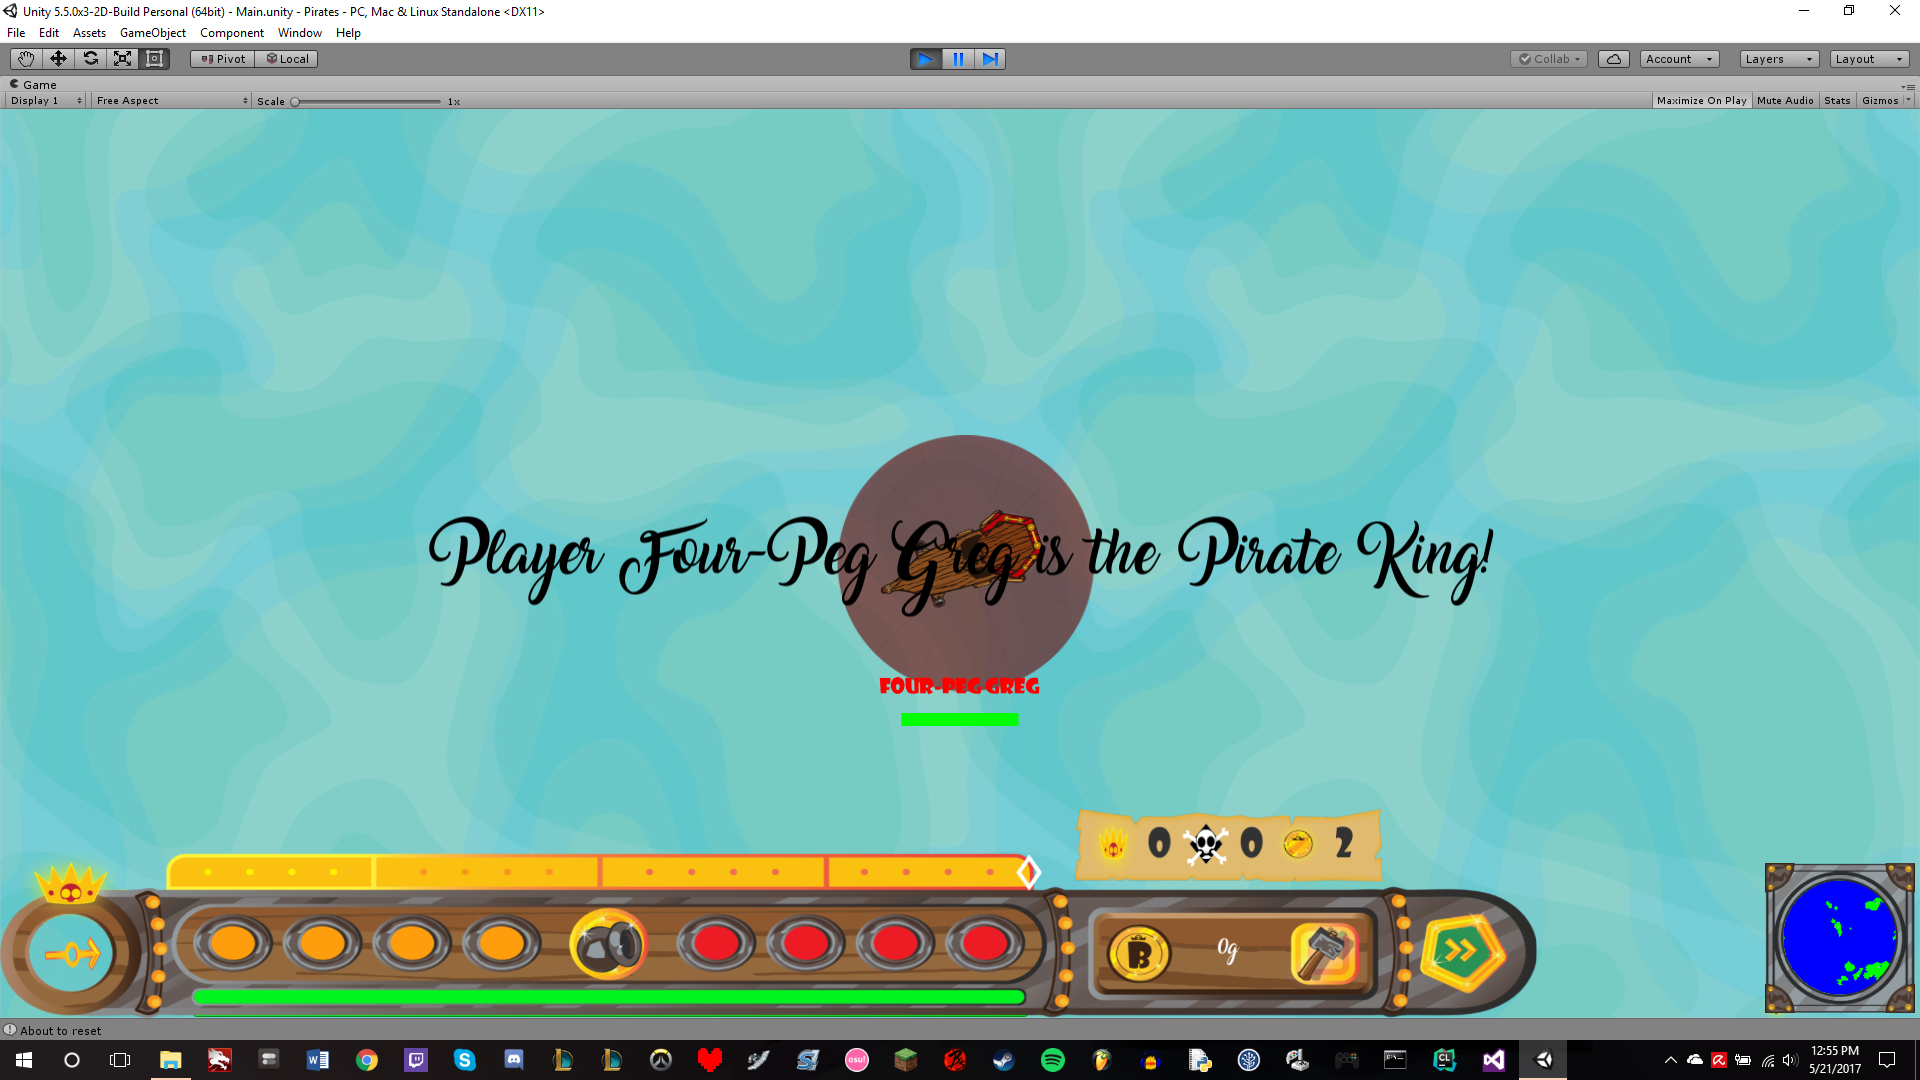 Unity 5.5.0x3-2D-Build Personal (64bit) - Main.unity - Pirates - PC, Mac & Linux Standalone <DX11>
File Edit Assets GameObject Component Window Help
Pivot Local Collab Account Layers Layout
Game
Display 1 Free Aspect Scale 1x Maximize On Play Mute Audio Stats Gizmos
Player Four-Peg Greg is the Pirate King!
FOUR-PEG GREG
0 0 2
B 0g
About to reset
osu! CL
12:55 PM
5/21/2017